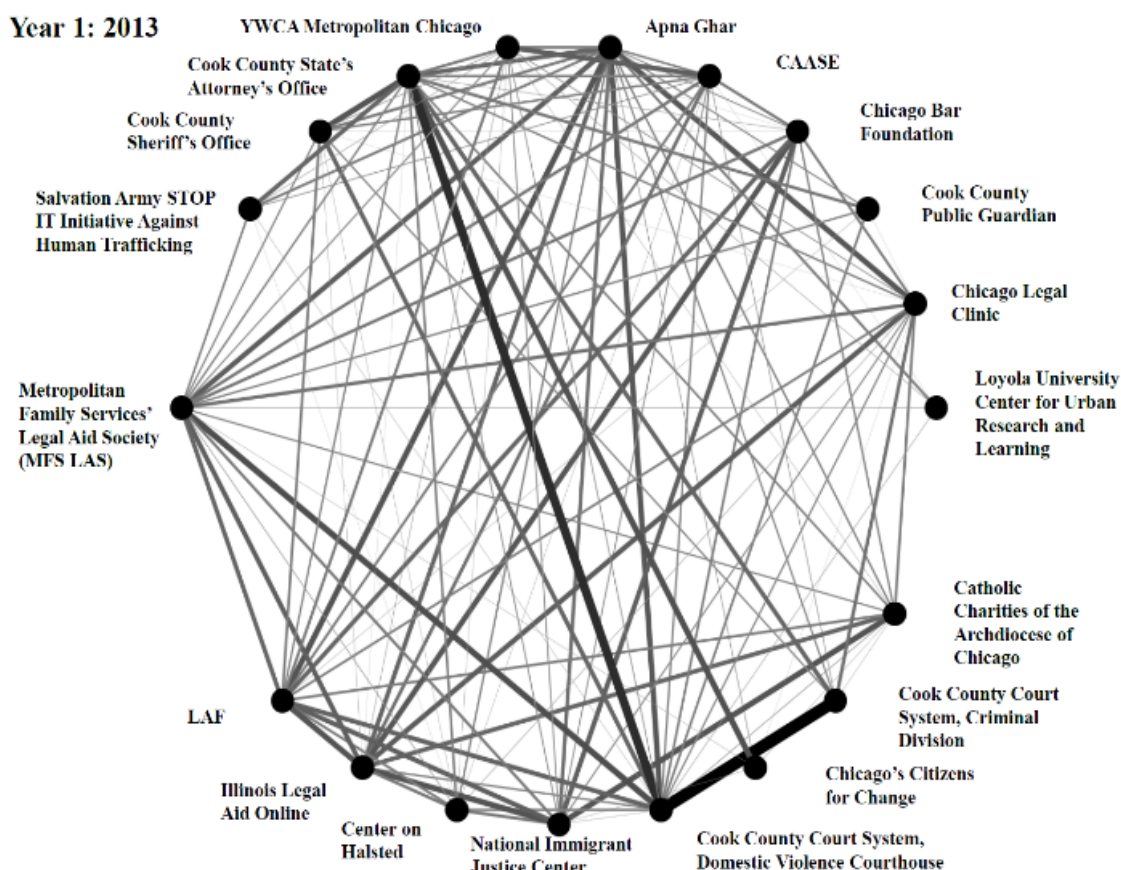 Year 1: 2013
YWCA Metropolitan Chicago
Apna Ghar
CAASE
Cook County State's
Attorney's Office
Chicago Bar
Foundation
Cook County
Sheriff's Office
Salvation Army STOP
IT Initiative Against
Human Trafficking
Cook County
Public Guardian
Chicago Legal
Clinic
Metropolitan
Family Services'
Legal Aid Society
(MFS LAS)
Loyola University
Center for Urban
Research and
Learning
Catholic
Charities of the
Archdiocese of
Chicago
LAF
Cook County Court
System, Criminal
Division
Illinois Legal
Aid Online
Chicago's Citizens
for Change
Center on
Halsted
National Immigrant
Justice Center
Cook County Court System,
Domestic Violence Courthouse